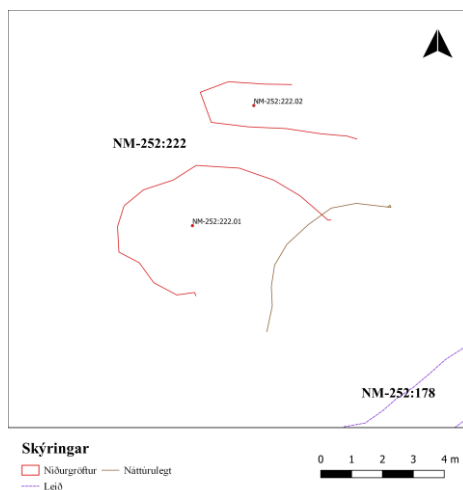 NM-252:222.02
NM-252:222
NM-252:222.01
NM-252:178
Skýringar
Niðurgröftur Náttúrulegt
Leið
0 1 2 3 4 m